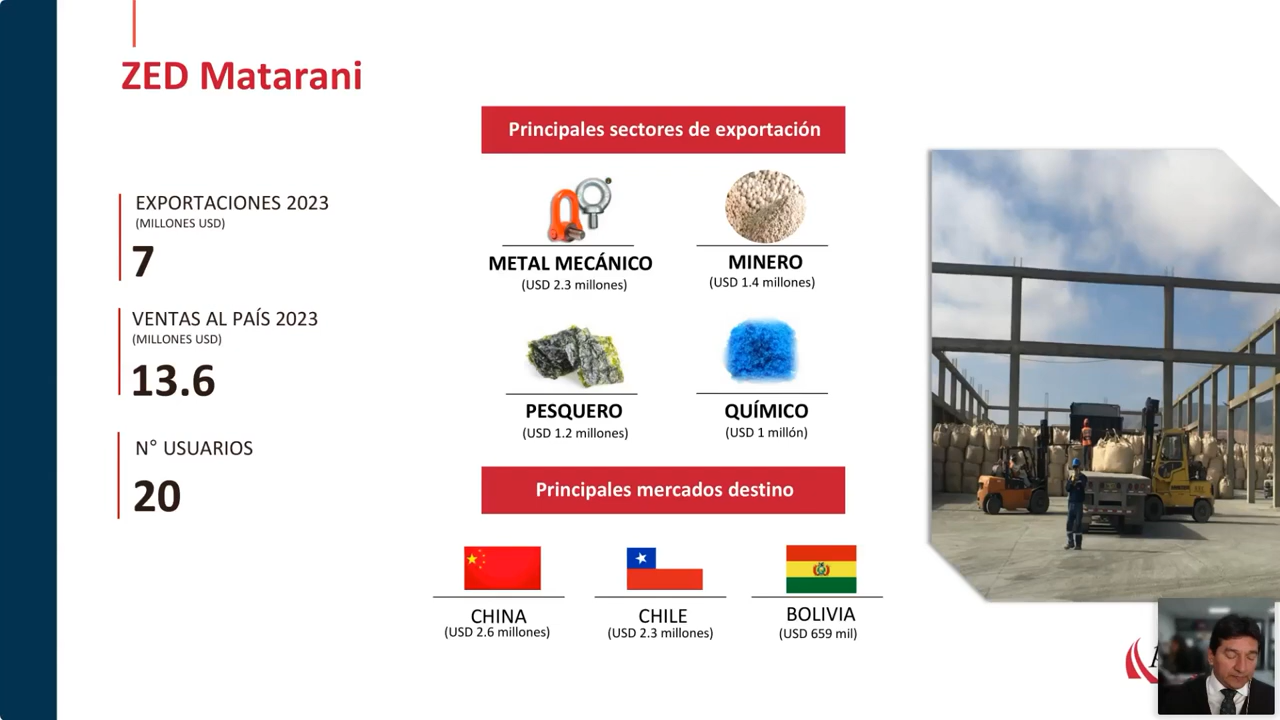 ZED Matarani
EXPORTACIONES 2023
(MILLONES USD)
7
VENTAS AL PAÍS 2023
(MILLONES USD)
13.6
N° USUARIOS
20
Principales sectores de exportación
METAL MECÁNICO
(USD 2.3 millones)
MINERO
(USD 1.4 millones)
PESQUERO
(USD 1.2 millones)
QUÍMICO
(USD 1 millón)
Principales mercados destino
CHINA
(USD 2.6 millones)
CHILE
(USD 2.3 millones)
BOLIVIA
(USD 659 mil)